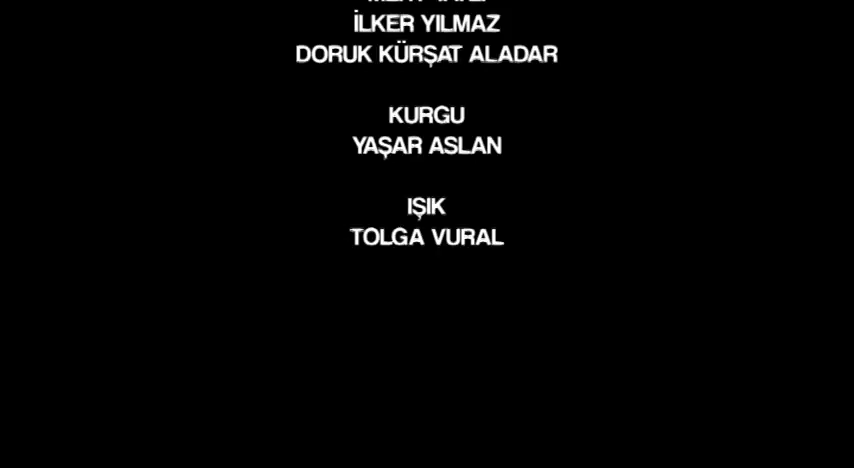 İLKER YILMAZ
DORUK KÜRŞAT ALADAR
KURGU
YAŞAR ASLAN
IŞIK
TOLGA VURAL